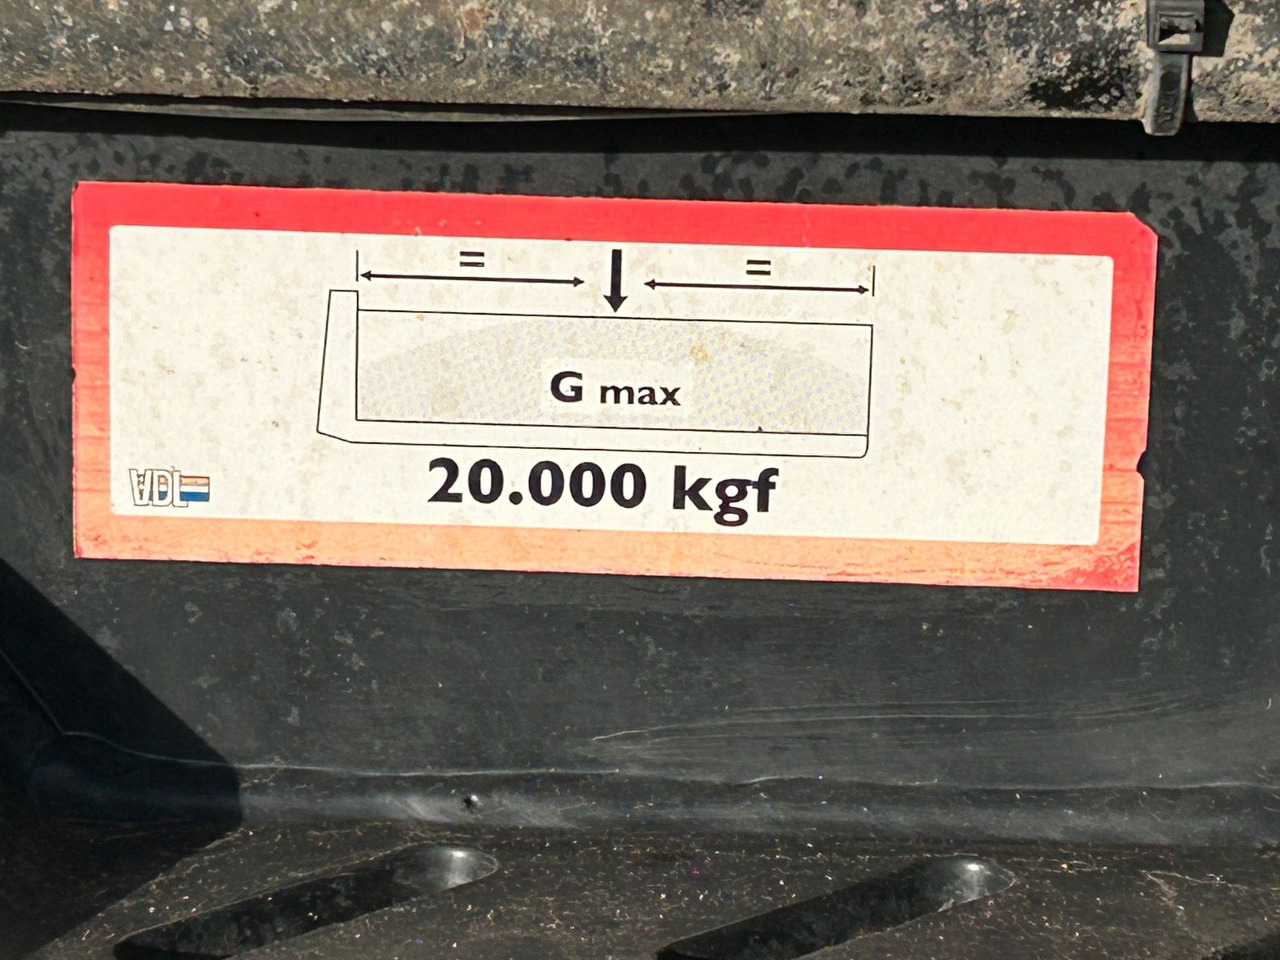 = =
G max
20.000 kgf
VDL